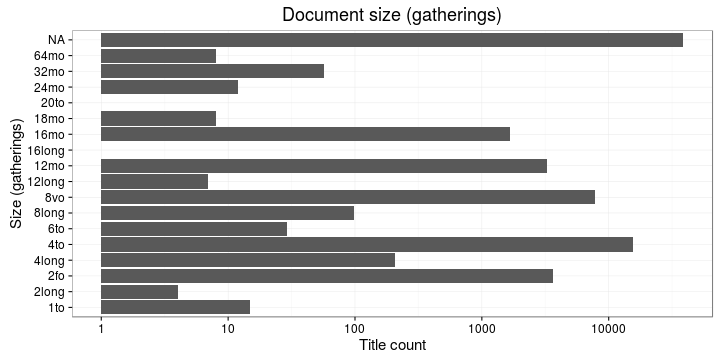 Document size (gatherings)
Size (gatherings)
NA
64mo
32mo
24mo
20to
18mo
16mo
16long
12mo
12long
8vo
8long
6to
4to
4long
2fo
2long
1to
1 10 100 1000 10000
Title count